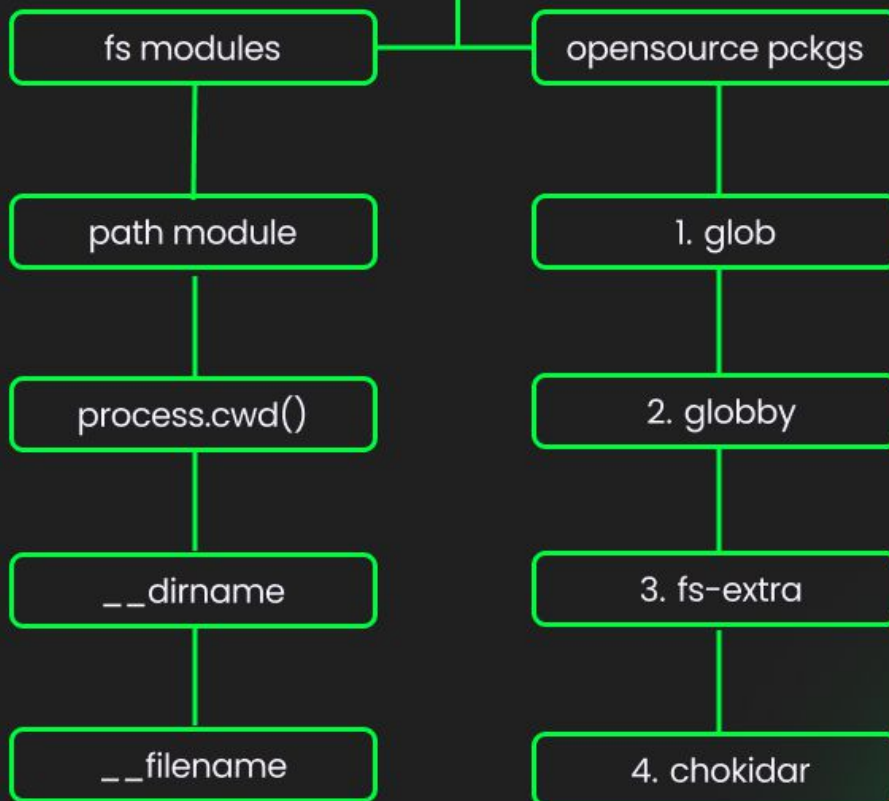 fs modules
opensource pckgs
path module
1. glob
process.cwd()
2. globby
__dirname
3. fs-extra
__filename
4. chokidar